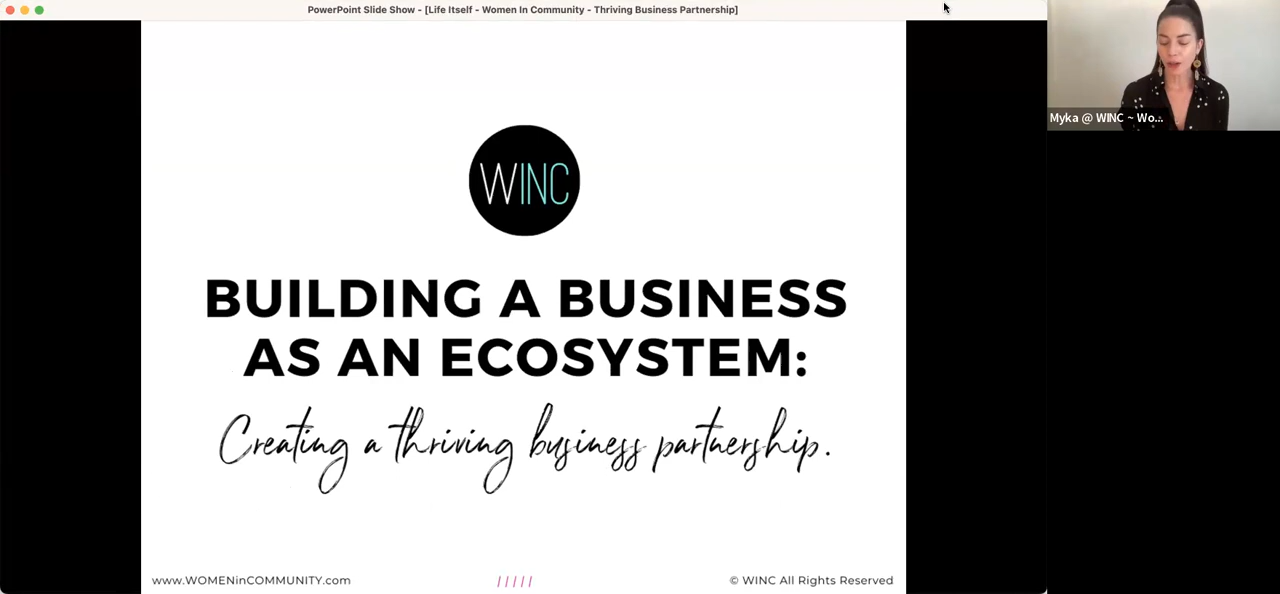 PowerPoint Slide Show - [Life Itself - Women In Community - Thriving Business Partnership]
Myka @ WINC ~ Wo...
WINC
BUILDING A BUSINESS
AS AN ECOSYSTEM:
Creating a thriving business partnership.
www.WOMENinCOMMUNITY.com
/ / / / /
© WINC All Rights Reserved